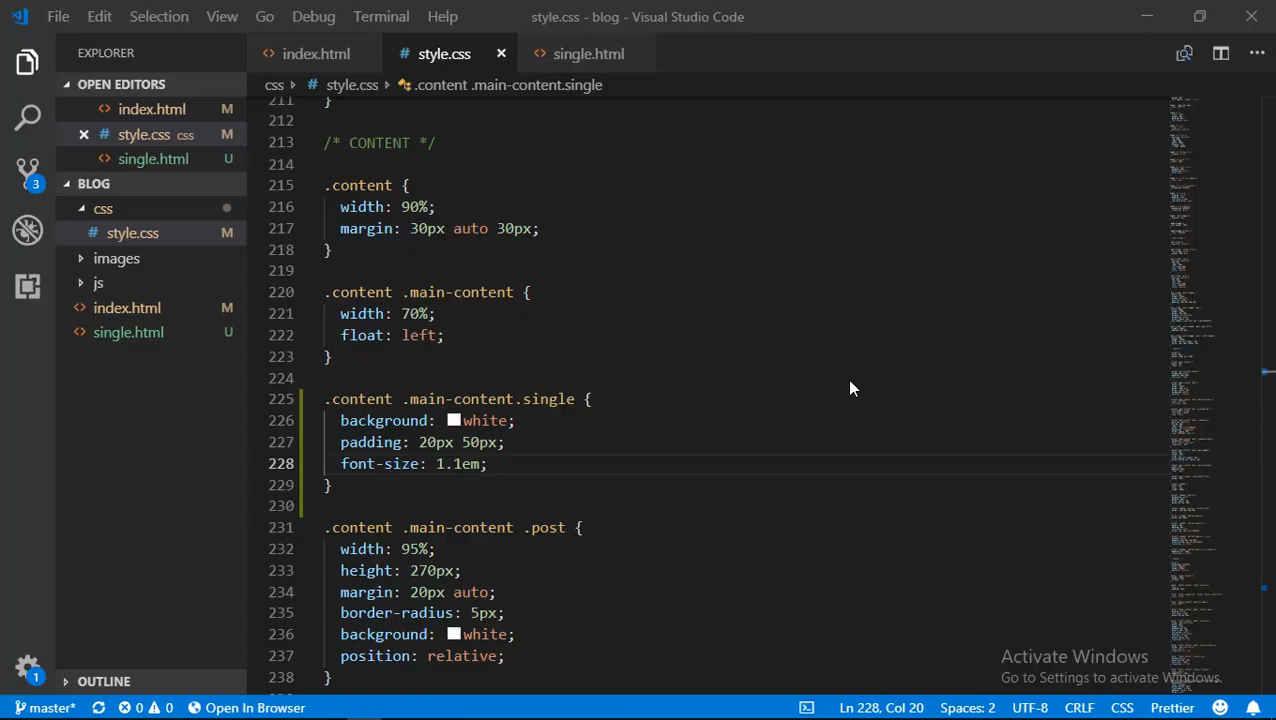 File Edit Selection View Go Debug Terminal Help style.css - blog - Visual Studio Code
EXPLORER
index.html
style.css
single.html
OPEN EDITORS
css style.css .content .main-content.single
index.html M
style.css css M
single.html U
BLOG
css
style.css M
images
js
index.html
M
single.html
U
OUTLINE
3
1
211 }
212
213 /* CONTENT */
214
215 .content {
216 width: 90%;
217 margin: 30px auto 30px;
218 }
219
220 .content .main-content {
221 width: 70%;
222 float: left;
223 }
224
225 .content .main-content.single {
226 background: white;
227 padding: 20px 50px;
228 font-size: 1.1em;
229 }
230
231 .content .main-content .post {
232 width: 95%;
233 height: 270px;
234 margin: 20px auto;
235 border-radius: 5px;
236 background: white;
237 position: relative;
238 }
Activate Windows
Go to Settings to activate Windows.
master* 0 0 Open In Browser Ln 228, Col 20 Spaces: 2 UTF-8 CRLF CSS Prettier